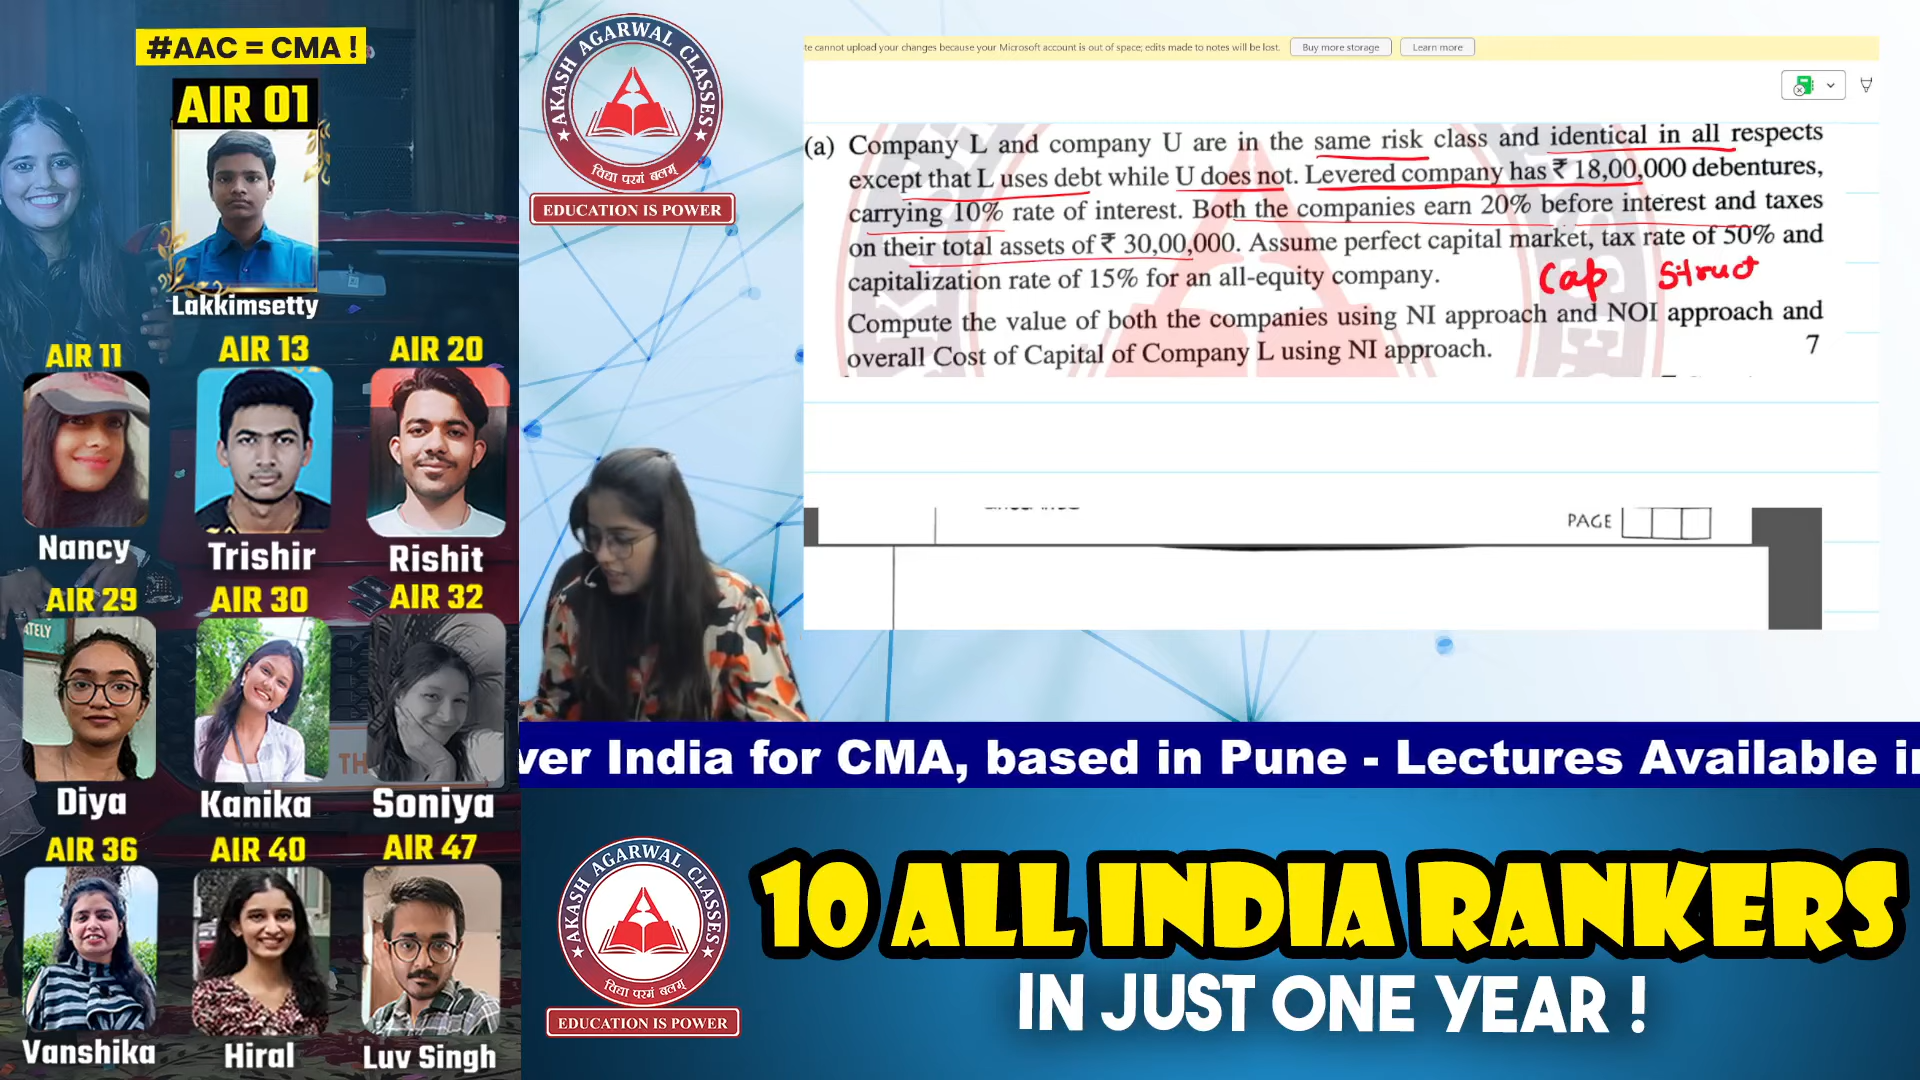 #AAC = CMA !
AIR 01
Lakkimsetty
AIR 11
AIR 13
AIR 20
Nancy
Trishir
Rishit
AIR 29
AIR 30
AIR 32
ATELY
TH
Diya
Kanika
Soniya
AIR 36
AIR 40
AIR 47
Vanshika
Hiral
Luv Singh
AKASH AGARWAL CLASSES
विद्या परमं बलम्
EDUCATION IS POWER
te cannot upload your changes because your Microsoft account is out of space; edits made to notes will be lost.
Buy more storage
Learn more
(a) Company L and company U are in the same risk class and identical in all respects
except that L uses debt while U does not. Levered company has ₹ 18,00,000 debentures,
carrying 10% rate of interest. Both the companies earn 20% before interest and taxes
on their total assets of ₹ 30,00,000. Assume perfect capital market, tax rate of 50% and
capitalization rate of 15% for an all-equity company.
Cap Struct
Compute the value of both the companies using NI approach and NOI approach and
overall Cost of Capital of Company L using NI approach. 7
PAGE
ver India for CMA, based in Pune - Lectures Available i
AKASH AGARWAL CLASSES
विद्या परमं बलम्
EDUCATION IS POWER
10 ALL INDIA RANKERS
IN JUST ONE YEAR !